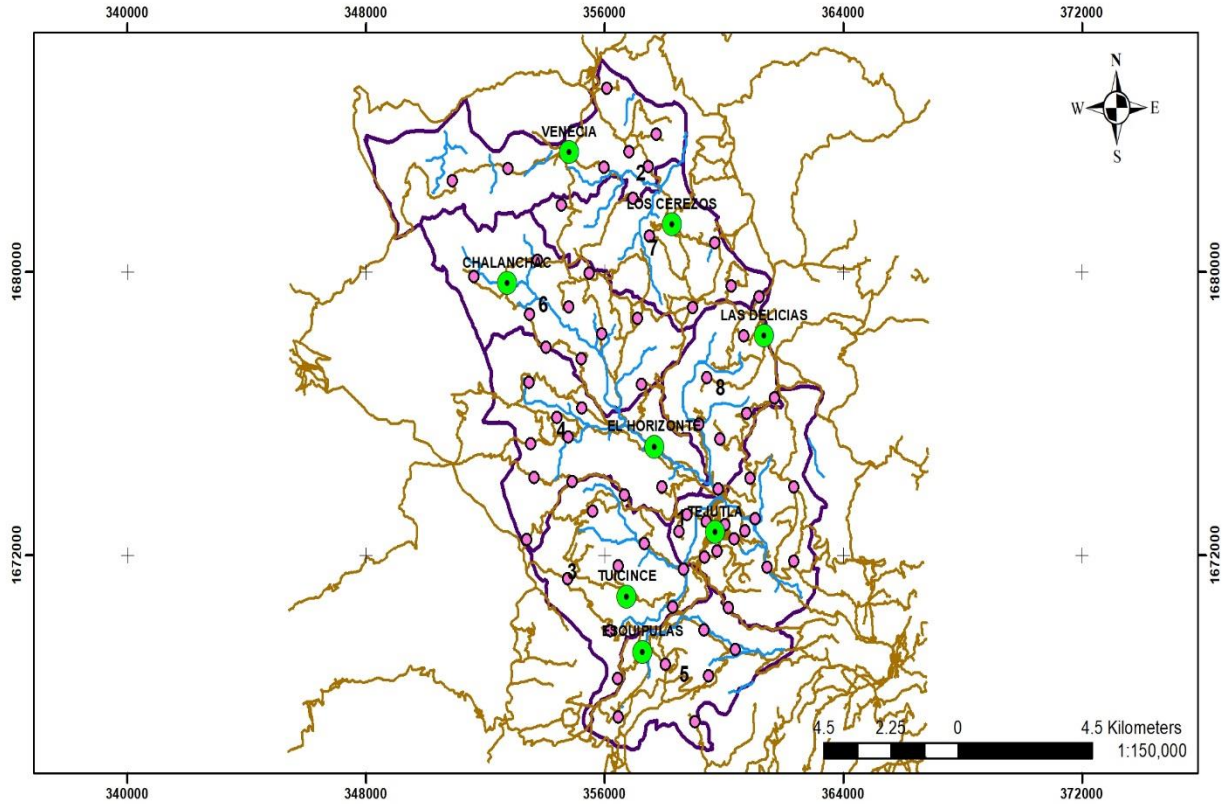 340000 348000 356000 364000 372000
N
W E
S
VENECIA
2
LOS CEREZOS
7
1680000 1680000
CHALANCHAC
6
LAS DELICIAS
8
4
EL HORIZONTE
1
TEJUTLA
1672000 1672000
3
TUICINCE
ESQUIPULAS
5
4.5 2.25 0 4.5 Kilometers
1:150,000
340000 348000 356000 364000 372000